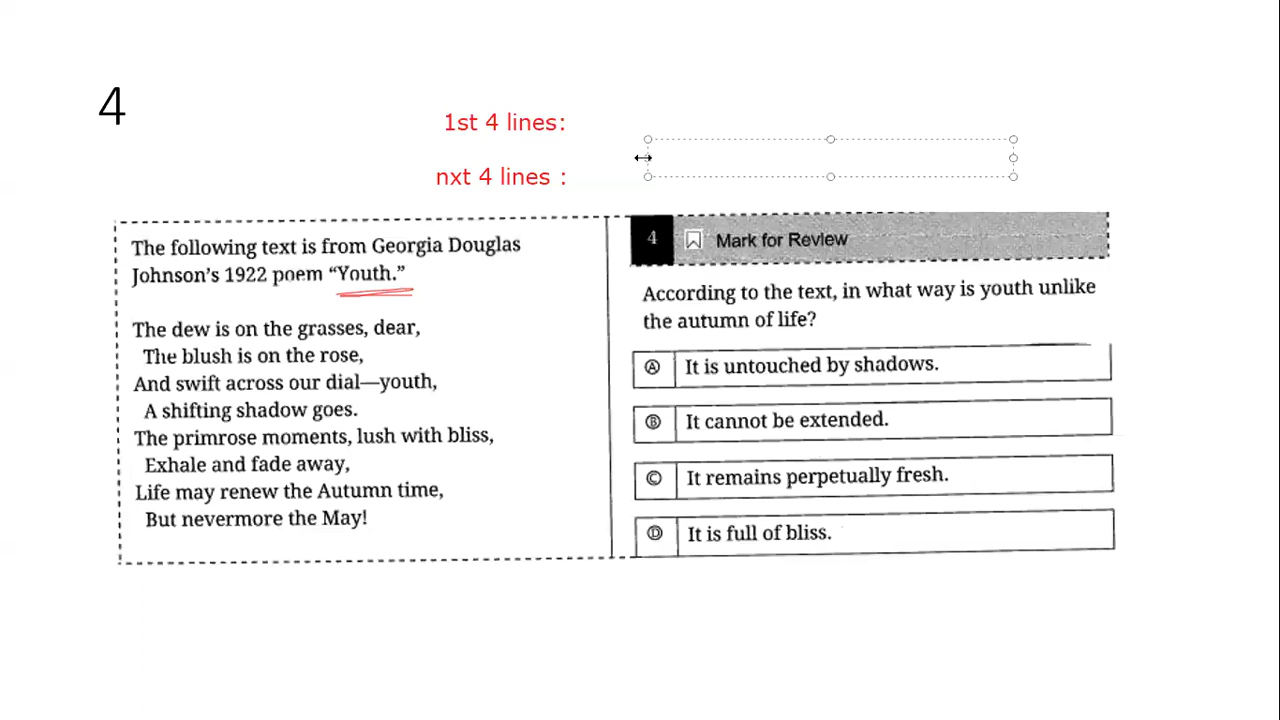 4
1st 4 lines:
nxt 4 lines :
The following text is from Georgia Douglas
Johnson's 1922 poem “Youth.”
The dew is on the grasses, dear,
The blush is on the rose,
And swift across our dial—youth,
A shifting shadow goes.
The primrose moments, lush with bliss,
Exhale and fade away,
Life may renew the Autumn time,
But nevermore the May!
4 Mark for Review
According to the text, in what way is youth unlike
the autumn of life?
A It is untouched by shadows.
B It cannot be extended.
C It remains perpetually fresh.
D It is full of bliss.